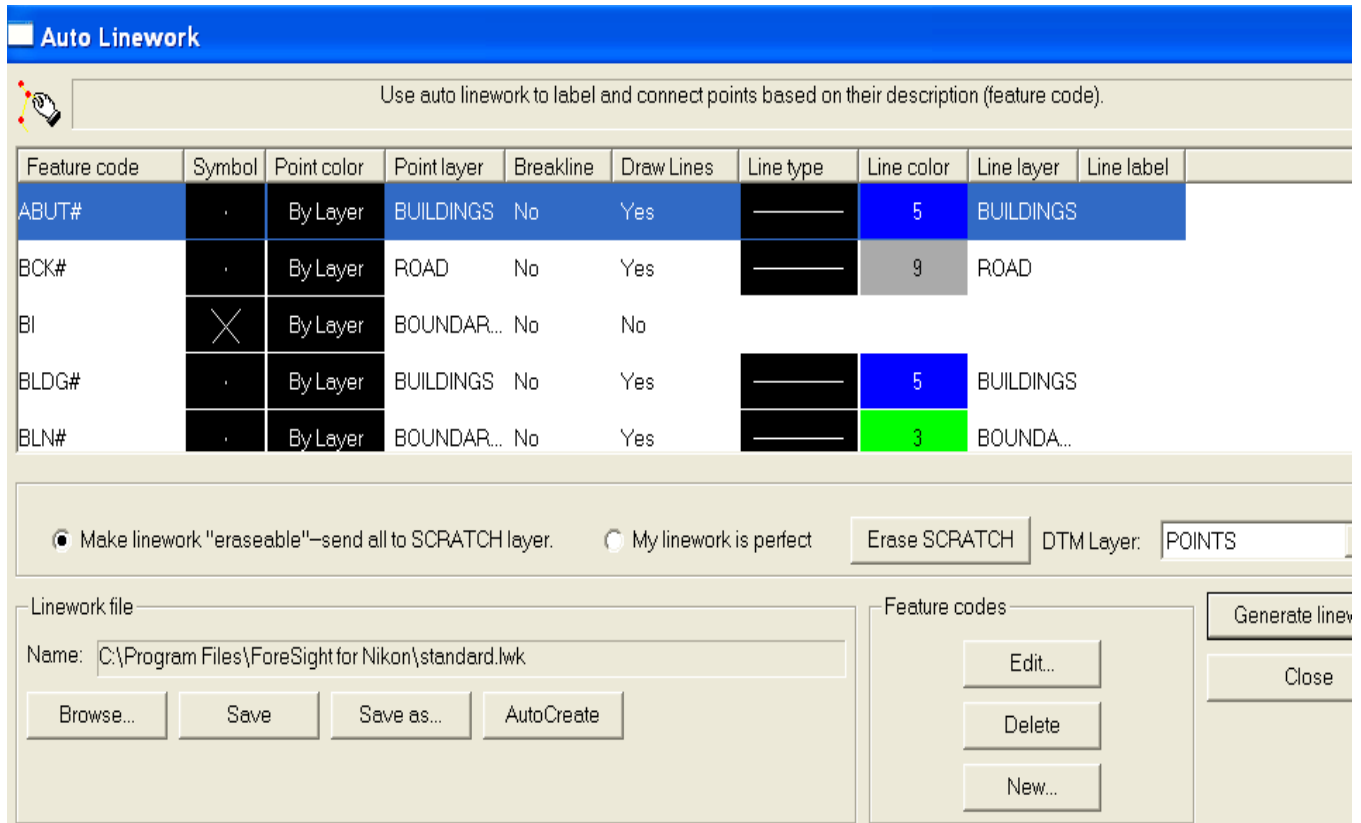 Auto Linework
Use auto linework to label and connect points based on their description (feature code).
Feature code Symbol Point color Point layer Breakline Draw Lines Line type Line color Line layer Line label
ABUT# By Layer BUILDINGS No Yes 5 BUILDINGS
BCK# By Layer ROAD No Yes 9 ROAD
BI By Layer BOUNDAR... No No
BLDG# By Layer BUILDINGS No Yes 5 BUILDINGS
BLN# By Layer BOUNDAR... No Yes 3 BOUNDA...
Make linework "eraseable"–send all to SCRATCH layer. My linework is perfect Erase SCRATCH DTM Layer: POINTS
Linework file
Name: C:\Program Files\ForeSight for Nikon\standard.lwk
Browse... Save Save as... AutoCreate
Feature codes
Edit...
Delete
New...
Generate linew
Close